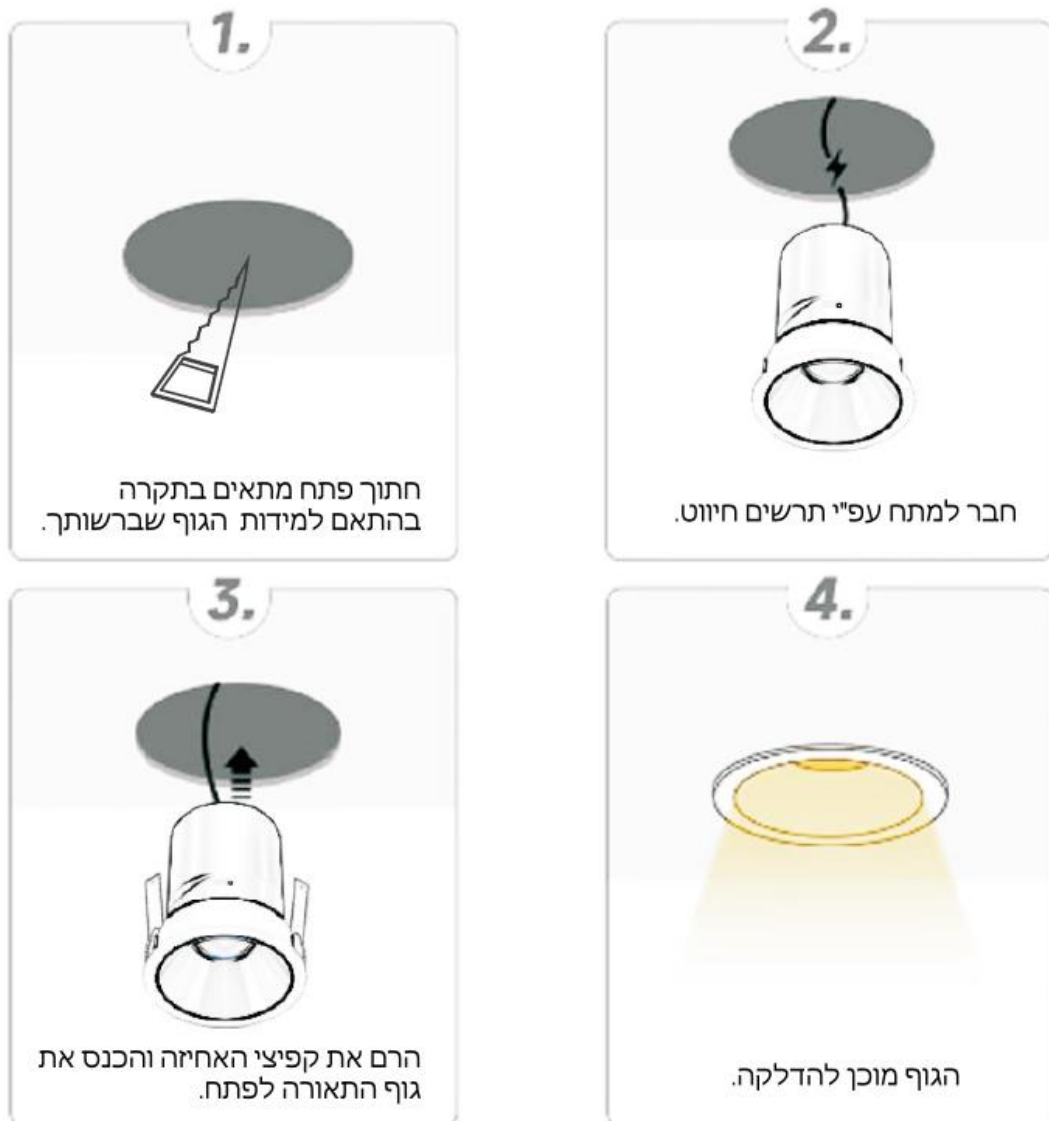 1.
חתוך פתח מתאים בתקרה
בהתאם למידות הגוף שברשותך.
2.
חבר למתח עפ"י תרשים חיווט.
3.
הרם את קפיצי האחיזה והכנס את
גוף התאורה לפתח.
4.
הגוף מוכן להדלקה.